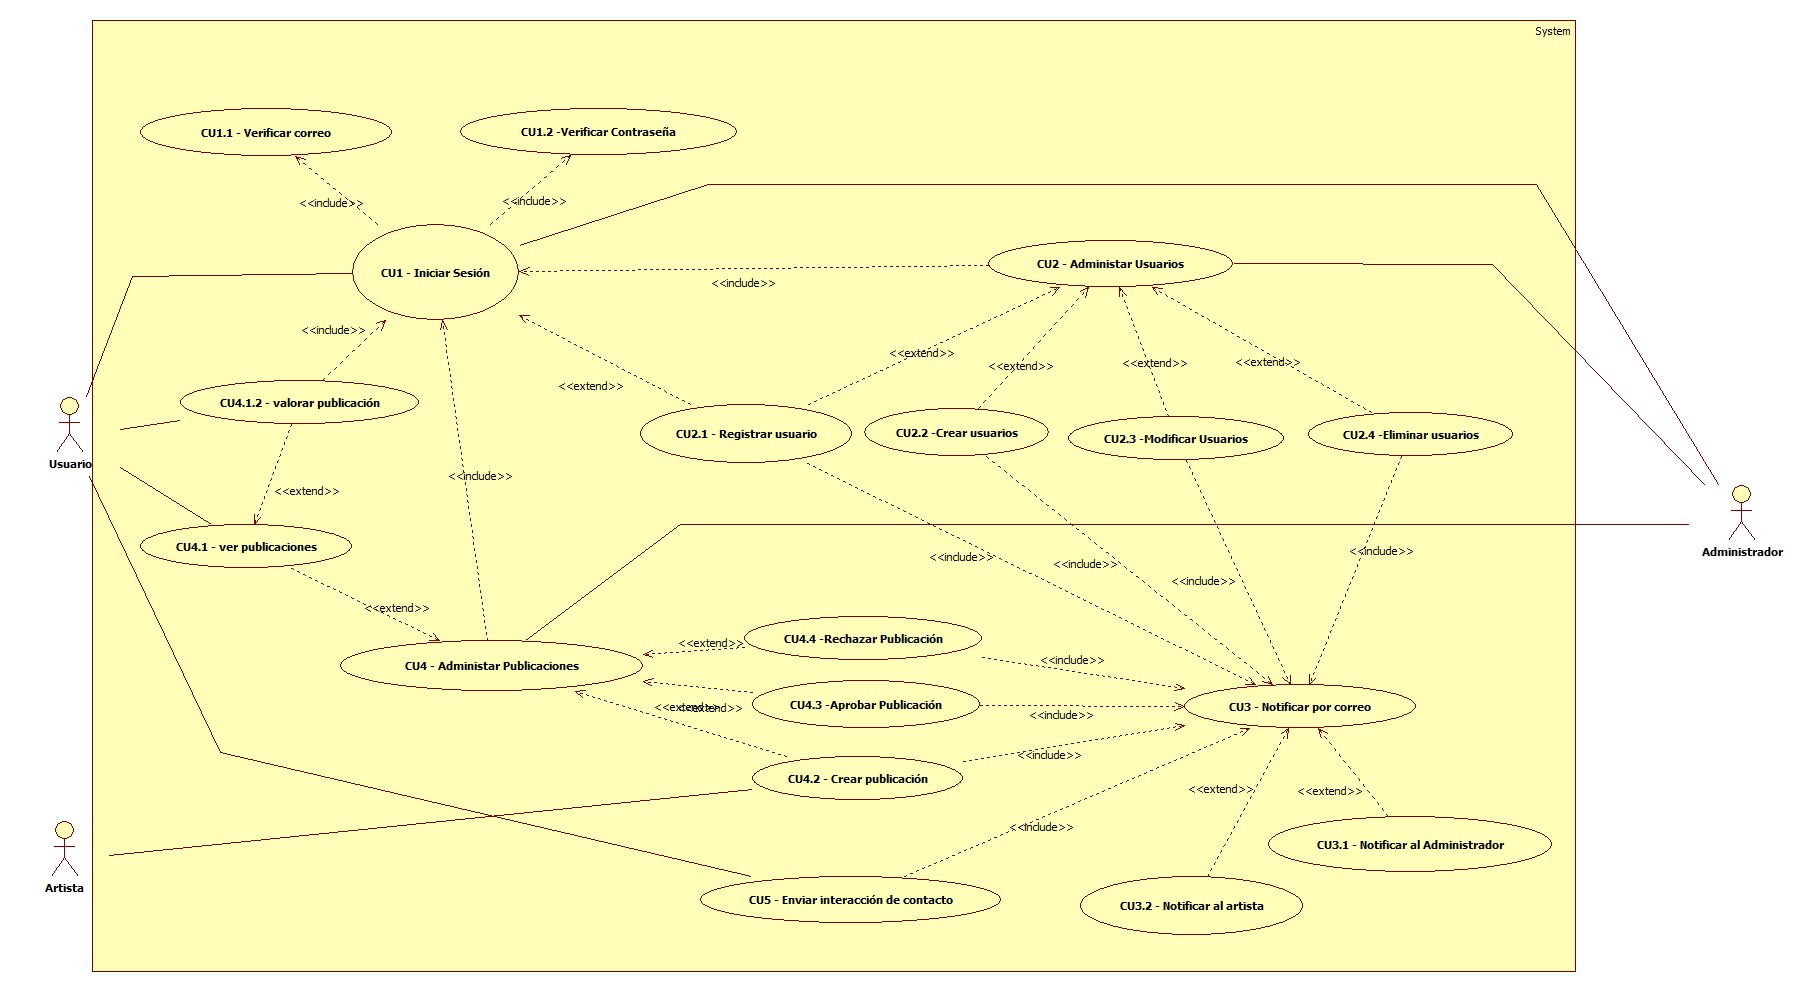 System
CU1.1 - Verificar correo
CU1.2 -Verificar Contraseña
<<include>>
<<include>>
CU1 - Iniciar Sesión
CU2 - Administar Usuarios
<<include>>
<<include>>
<<extend>>
<<extend>>
<<extend>>
<<extend>>
<<extend>>
CU4.1.2 - valorar publicación
CU2.1 - Registrar usuario
CU2.2 -Crear usuarios
CU2.3 -Modificar Usuarios
CU2.4 -Eliminar usuarios
Usuario
<<include>>
<<extend>>
CU4.1 - ver publicaciones
Administrador
<<include>>
<<include>>
<<include>>
<<include>>
<<extend>>
CU4.4 -Rechazar Publicación
<<extend>>
<<include>>
CU4 - Administar Publicaciones
CU4.3 -Aprobar Publicación
<<extend>>
<<extend>>
<<include>>
CU3 - Notificar por correo
<<include>>
CU4.2 - Crear publicación
<<extend>>
<<extend>>
<<include>>
CU3.1 - Notificar al Administrador
Artista
CU5 - Enviar interacción de contacto
CU3.2 - Notificar al artista